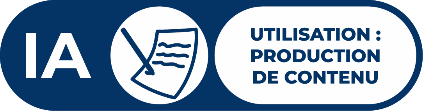 IA
UTILISATION :
PRODUCTION
DE CONTENU